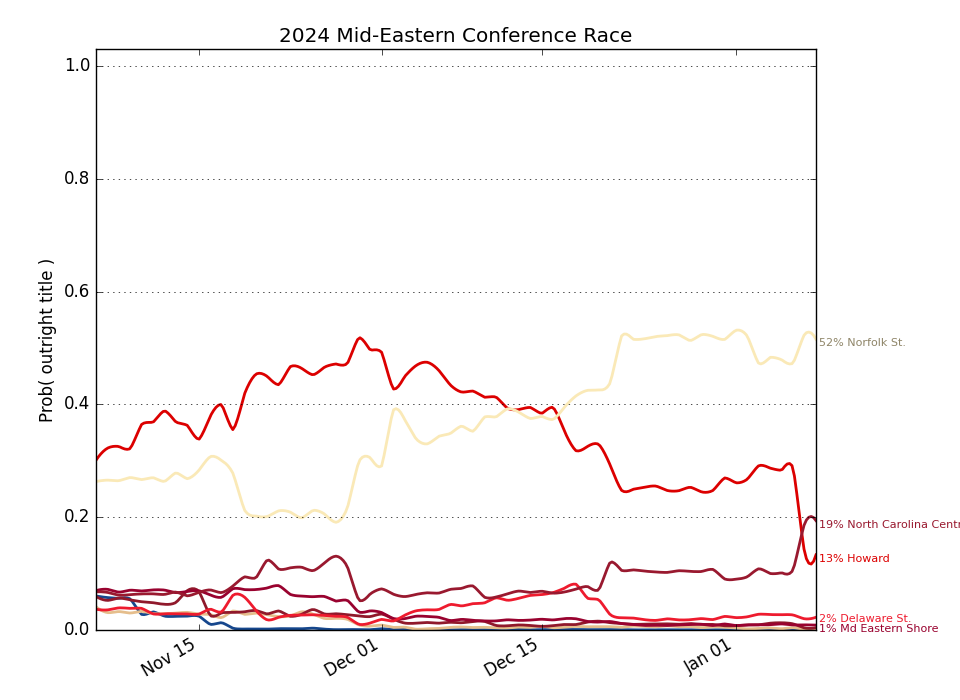 2024 Mid-Eastern Conference Race
1.0
0.8
0.6
0.4
0.2
0.0
Prob( outright title )
Nov 15
Dec 01
Dec 15
Jan 01
52% Norfolk St.
19% North Carolina Centr
13% Howard
2% Delaware St.
1% Md Eastern Shore